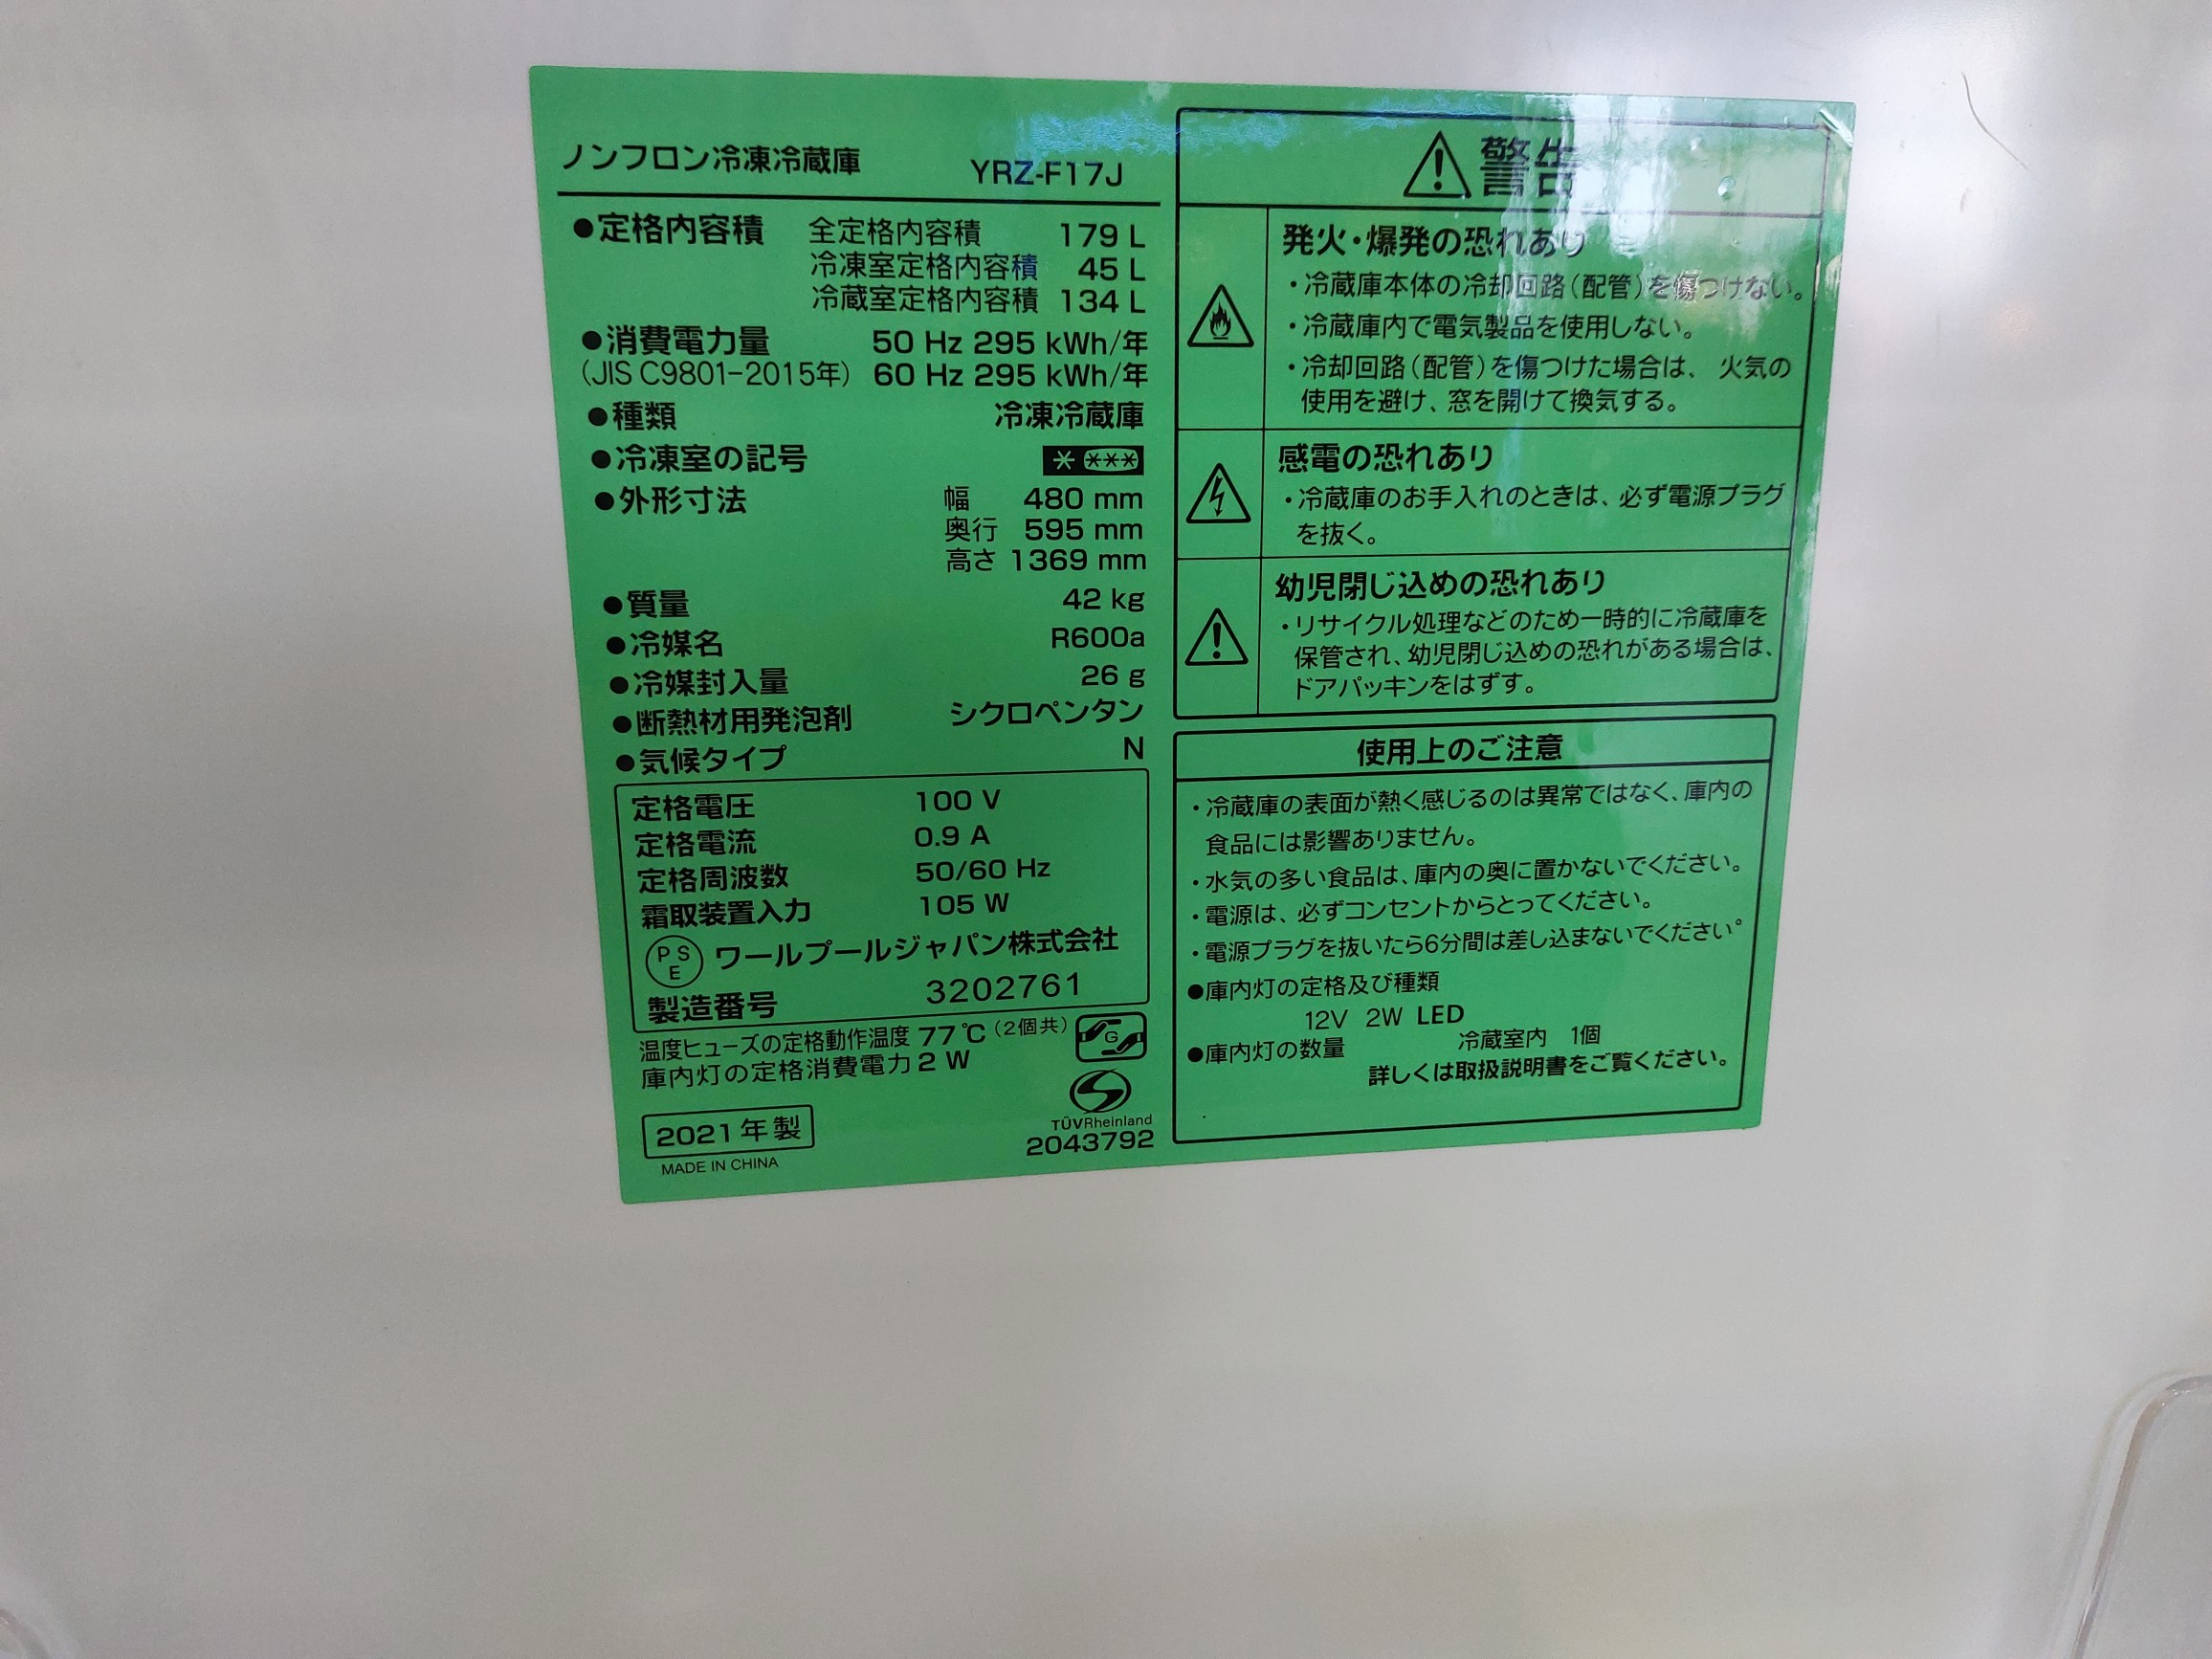 ノンフロン冷凍冷蔵庫 YRZ-F17J
●定格内容積 全定格内容積 179 L
冷凍室定格内容積 45 L
冷蔵室定格内容積 134 L
●消費電力量 50 Hz 295 kWh/年
(JIS C9801-2015年) 60 Hz 295 kWh/年
●種類 冷凍冷蔵庫
●冷凍室の記号 * ***
●外形寸法 幅 480 mm
奥行 595 mm
高さ 1369 mm
●質量 42 kg
●冷媒名 R600a
●冷媒封入量 26 g
●断熱材用発泡剤 シクロペンタン
●気候タイプ N
定格電圧 100 V
定格電流 0.9 A
定格周波数 50/60 Hz
霜取装置入力 105 W
PSE ワールプールジャパン株式会社
製造番号 3202761
温度ヒューズの定格動作温度 77℃(2個共)
庫内灯の定格消費電力 2 W
G
2021年製
MADE IN CHINA
TÜVRheinland
2043792
警告
発火・爆発の恐れあり
・冷蔵庫本体の冷却回路(配管)を傷つけない。
・冷蔵庫内で電気製品を使用しない。
・冷却回路(配管)を傷つけた場合は、火気の
使用を避け、窓を開けて換気する。
感電の恐れあり
・冷蔵庫のお手入れのときは、必ず電源プラグ
を抜く。
幼児閉じ込めの恐れあり
・リサイクル処理などのため一時的に冷蔵庫を
保管され、幼児閉じ込めの恐れがある場合は、
ドアパッキンをはずす。
使用上のご注意
・冷蔵庫の表面が熱く感じるのは異常ではなく、庫内の
食品には影響ありません。
・水気の多い食品は、庫内の奥に置かないでください。
・電源は、必ずコンセントからとってください。
・電源プラグを抜いたら6分間は差し込まないでください。
●庫内灯の定格及び種類
12V 2W LED
●庫内灯の数量 冷蔵室内 1個
詳しくは取扱説明書をご覧ください。